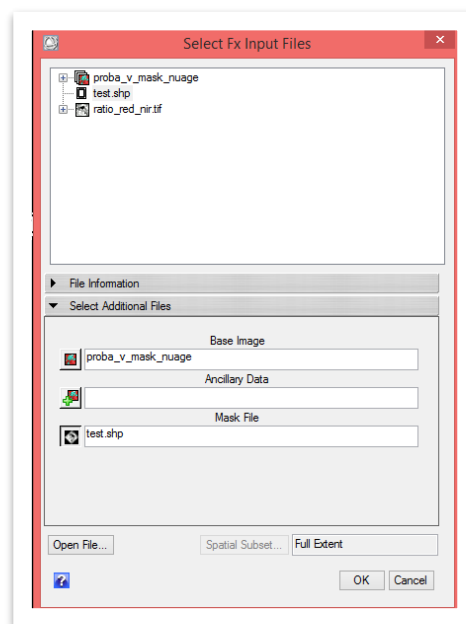 Select Fx Input Files
proba_v_mask_nuage
test.shp
ratio_red_nir.tif
File Information
Select Additional Files
Base Image
proba_v_mask_nuage
Ancillary Data
Mask File
test.shp
Open File...
Spatial Subset...
Full Extent
OK
Cancel